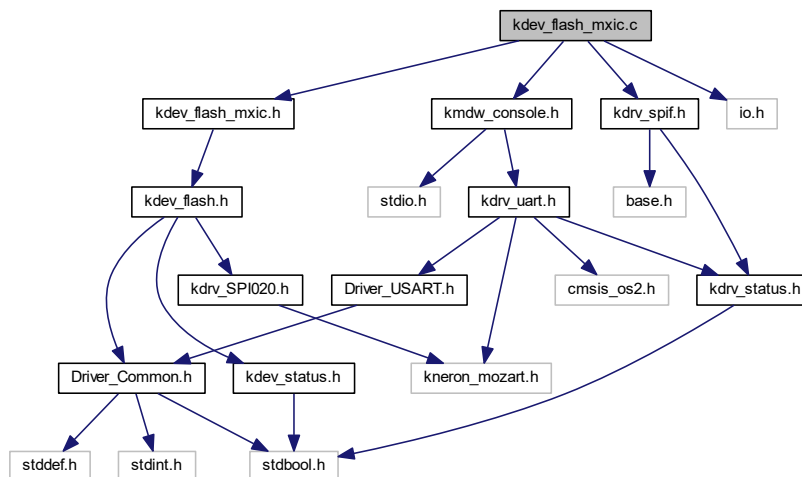 kdev_flash_mxic.c
kdev_flash_mxic.h
kmdw_console.h
kdrv_spif.h
io.h
kdev_flash.h
stdio.h
kdrv_uart.h
base.h
kdrv_SPI020.h
Driver_USART.h
cmsis_os2.h
kdrv_status.h
Driver_Common.h
kdev_status.h
kneron_mozart.h
stddef.h
stdint.h
stdbool.h